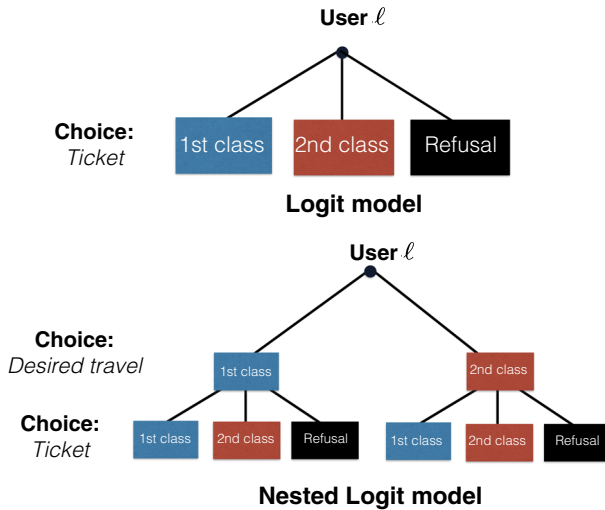 User ℓ
Choice:
Ticket
1st class 2nd class Refusal
Logit model
User ℓ
Choice:
Desired travel
1st class 2nd class
Choice:
Ticket
1st class 2nd class Refusal 1st class 2nd class Refusal
Nested Logit model